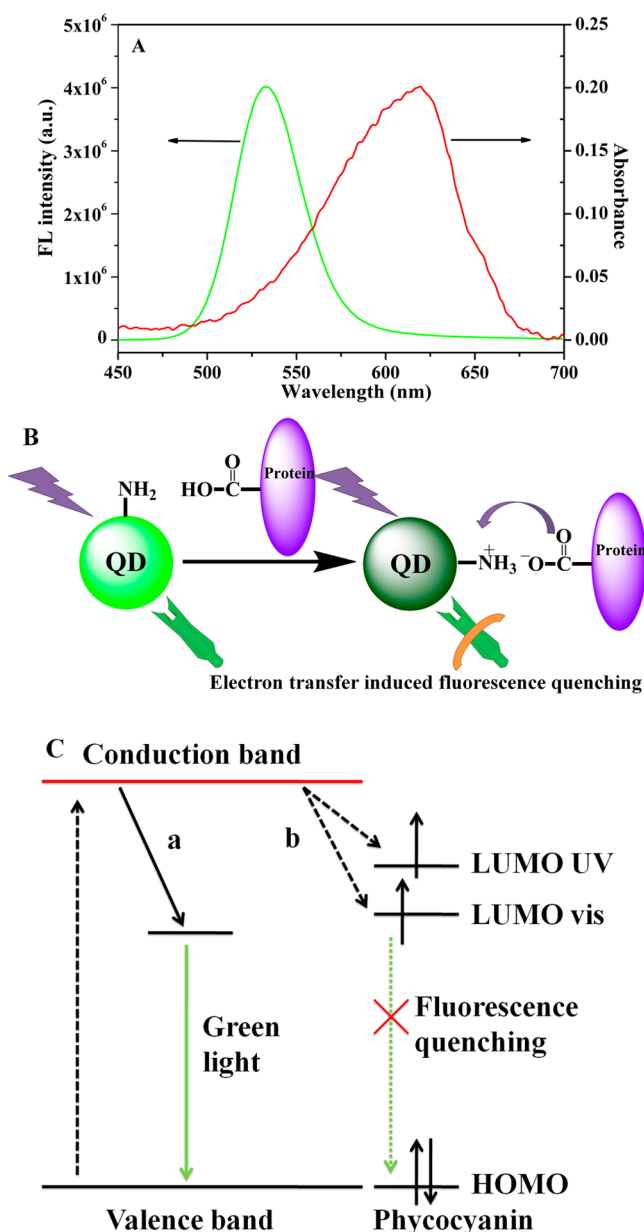 A
5x10⁶
4x10⁶
3x10⁶
2x10⁶
1x10⁶
0
FL intensity (a.u.)
0.25
0.20
0.15
0.10
0.05
0.00
Absorbance
450 500 550 600 650 700
Wavelength (nm)
B
NH₂
QD
HO-C
O
Protein
QD
NH₃
+
⁻O-C
O
Protein
Electron transfer induced fluorescence quenching
C
Conduction band
a
b
LUMO UV
LUMO vis
Green
light
Fluorescence
quenching
HOMO
Valence band
Phycocyanin